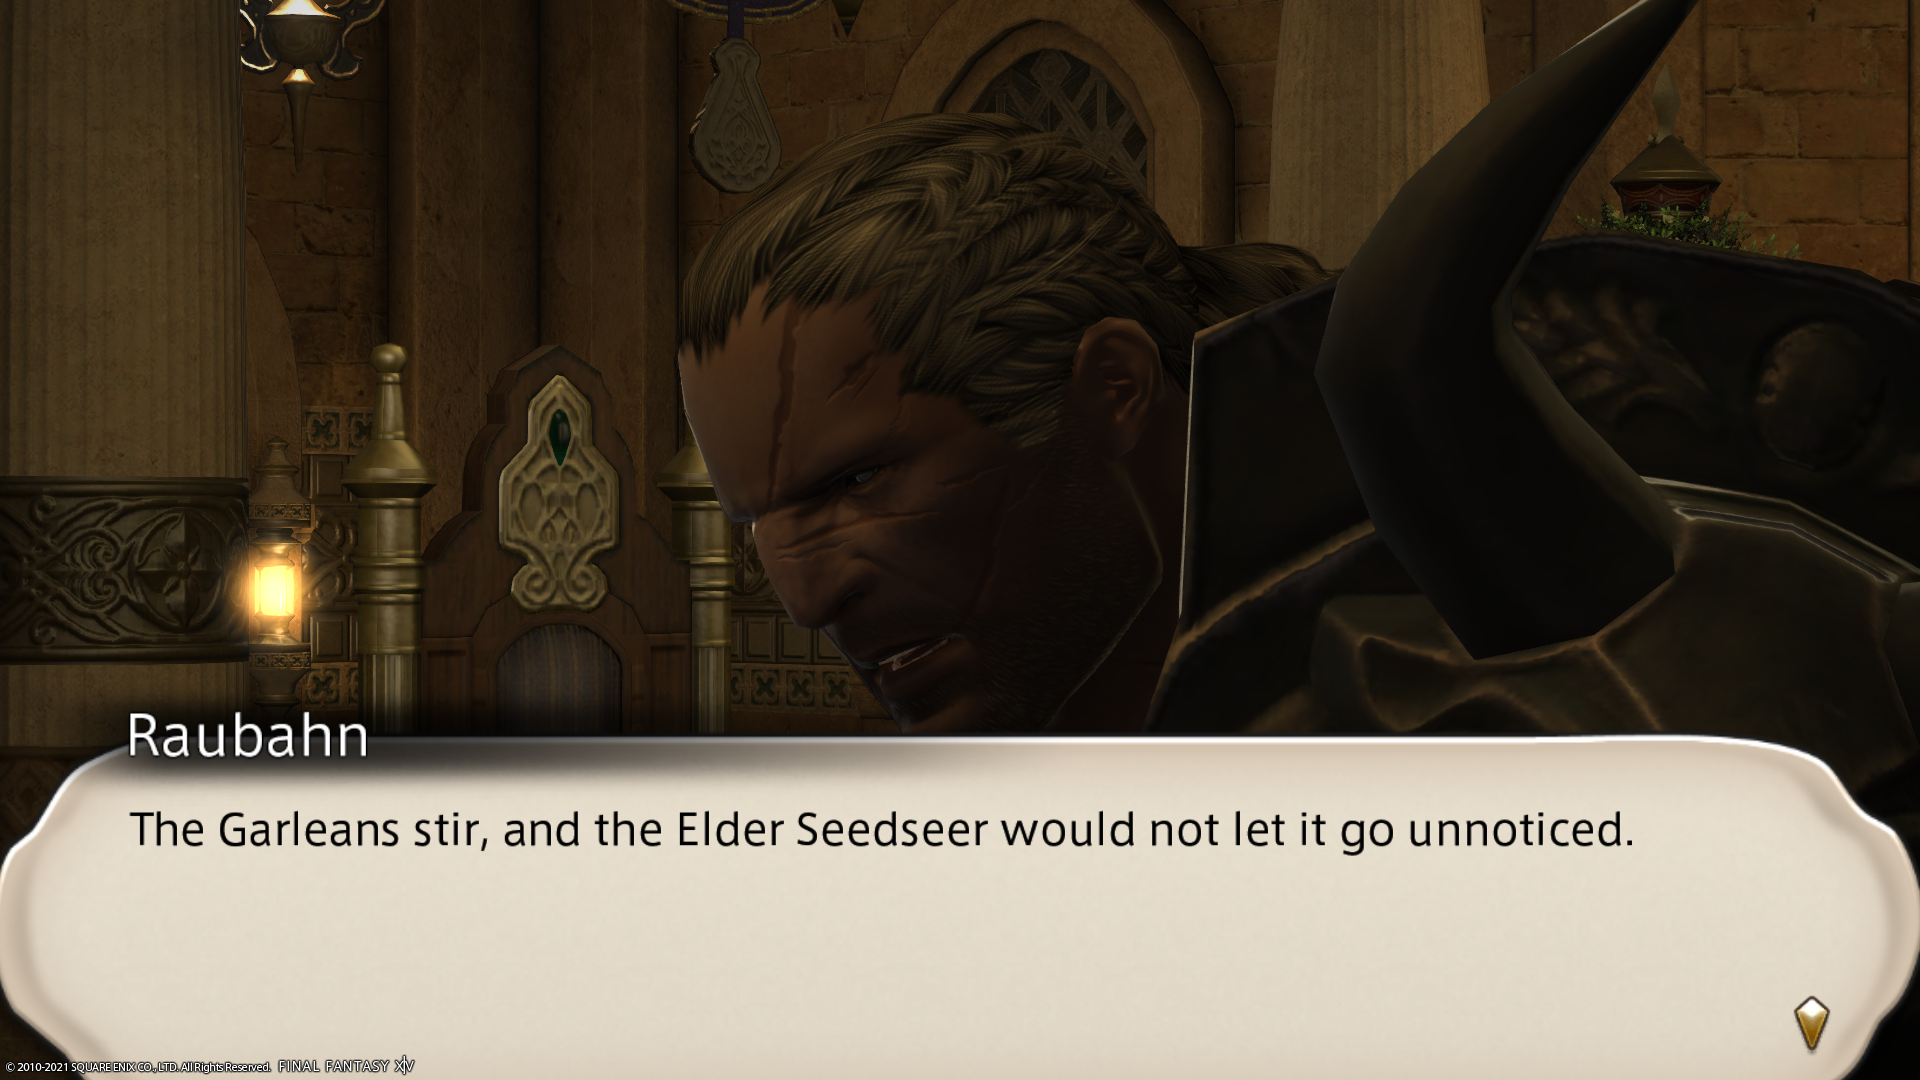 Raubahn
The Garleans stir, and the Elder Seedseer would not let it go unnoticed.
© 2010-2021 SQUARE ENIX CO., LTD. All Rights Reserved. FINAL FANTASY XIV